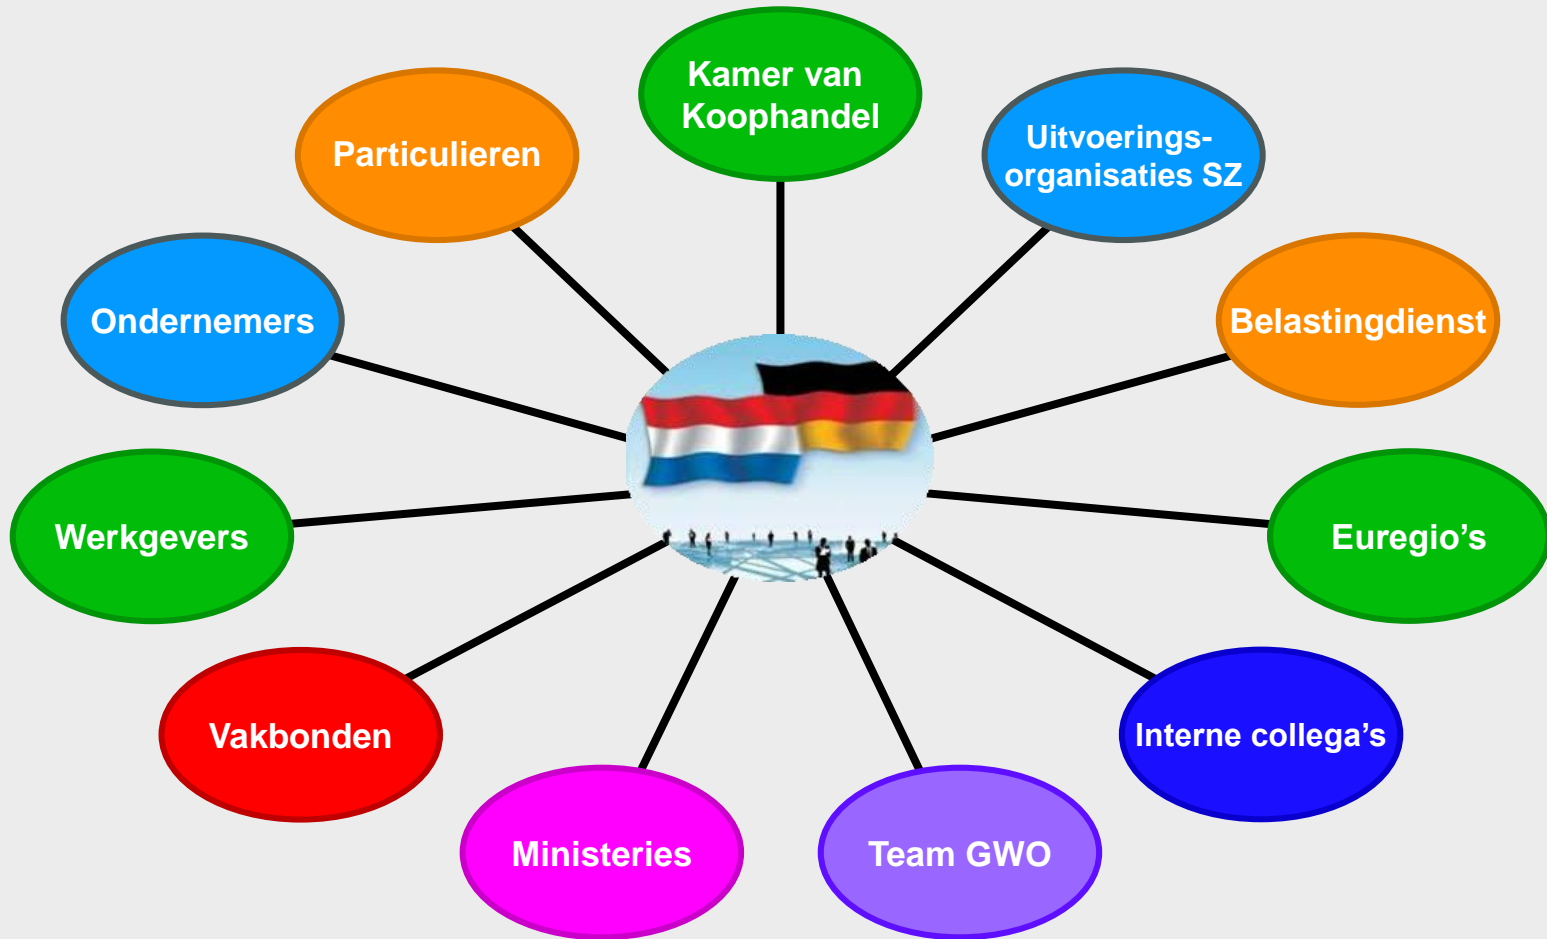 Kamer van
Koophandel
Uitvoerings-
organisaties SZ
Belastingdienst
Euregio’s
Interne collega’s
Team GWO
Ministeries
Vakbonden
Werkgevers
Ondernemers
Particulieren